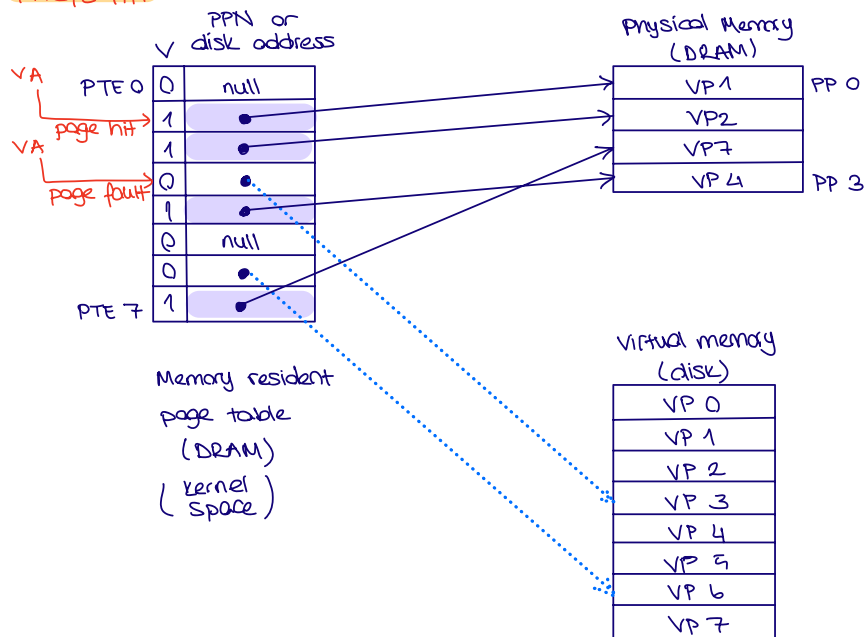 PPN or
disk address
V
PTE 0 0 null
VA
1
page hit
1
VA
0
page fault
1
0 null
0
PTE 7 1
Memory resident
page table
(DRAM)
(kernel
space)
Physical Memory
(DRAM)
VP 1 PP 0
VP2
VP7
VP 4 PP 3
Virtual memory
(disk)
VP 0
VP 1
VP 2
VP 3
VP 4
VP 5
VP 6
VP 7